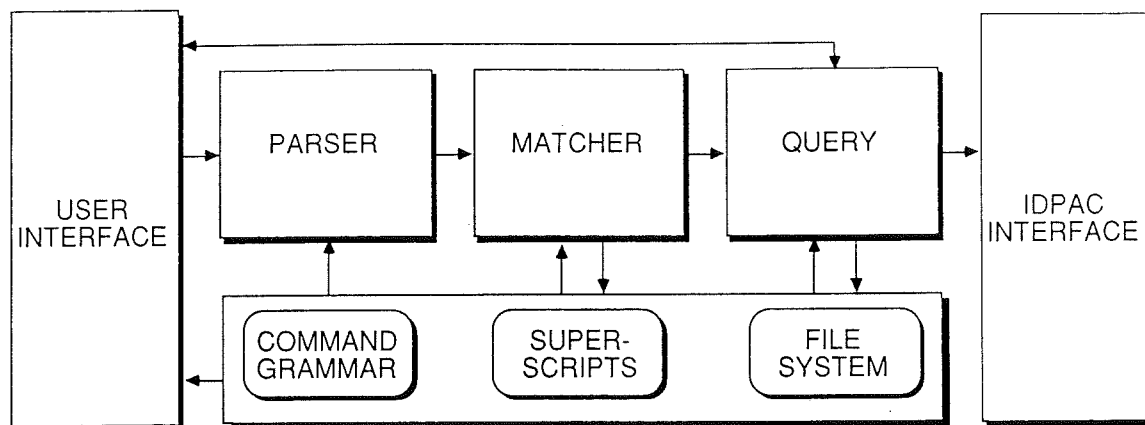 PARSER
MATCHER
QUERY
USER
INTERFACE
IDPAC
INTERFACE
COMMAND
GRAMMAR
SUPER-
SCRIPTS
FILE
SYSTEM